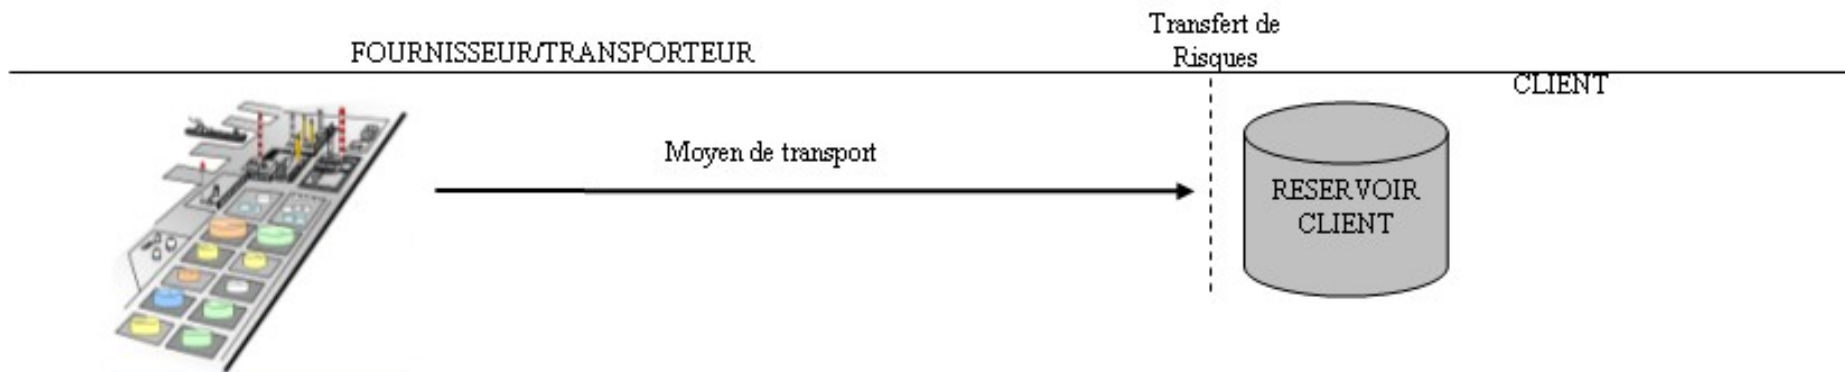 Transfert de
Risques
FOURNISSEUR/TRANSPORTEUR
CLIENT
Moyen de transport
RESERVOIR
CLIENT